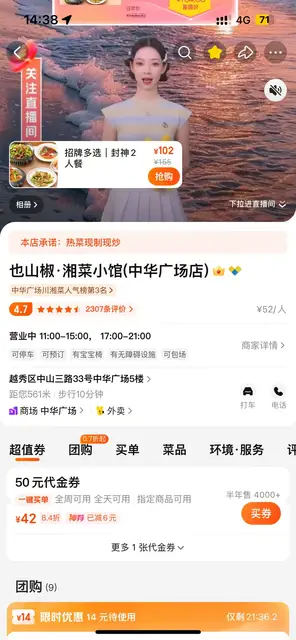 14:38
4G 71
关注直播间
招牌多选｜封神2人餐
¥102
¥155
抢购
相册 >
下拉进直播间
本店承诺：热菜现制现炒
也山椒·湘菜小馆(中华广场店)
中华广场川湘菜人气榜第3名 >
4.7 2307条评价 > ¥52/人
营业中 11:00-15:00， 17:00-21:00
商家详情 >
可停车 可预订 有宝宝椅 有无障碍设施 可包场
越秀区中山三路33号中华广场5楼 >
距您561米 · 步行10分钟
打车 电话
商场 中华广场 > 外卖 >
0.7折起
超值券 团购 买单 菜品 环境·服务 评
50元代金券
一键买单 全周可用 全天可用 指定商品可用
半年售 4000+
¥42 8.4折 神券 已减6元
买券
更多 1 张代金券
团购 (9)
¥14 限时优惠 14元待使用 仅剩 21:36.2